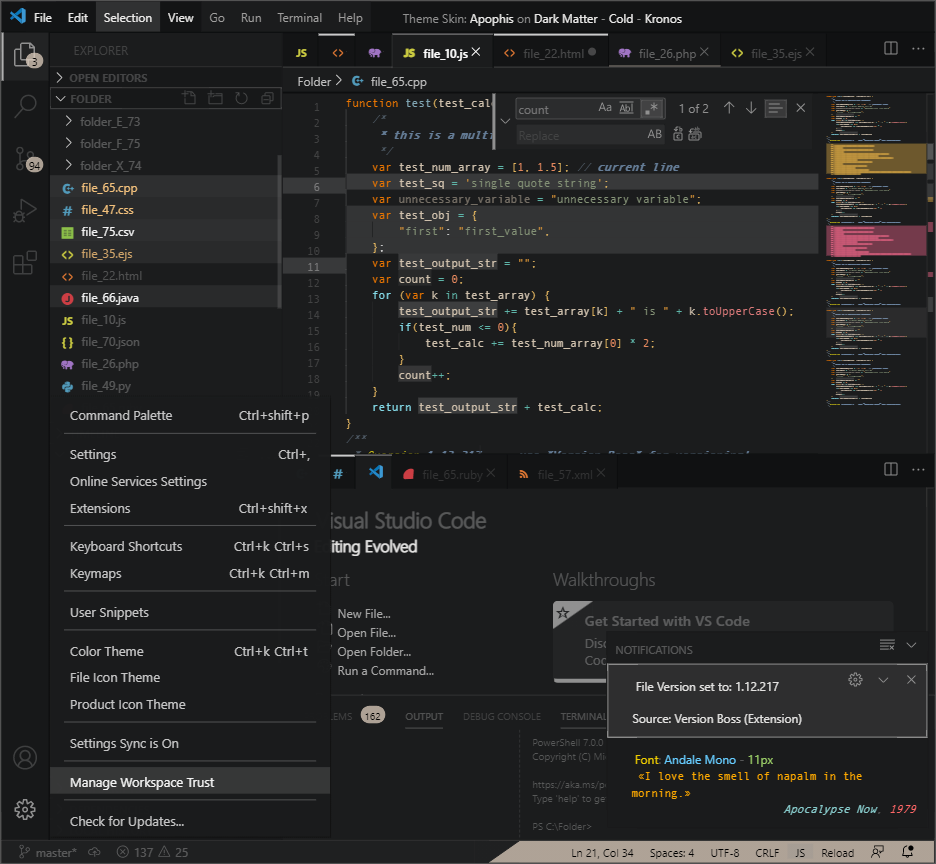 File Edit Selection View Go Run Terminal Help Theme Skin: Apophis on Dark Matter - Cold - Kronos
3
EXPLORER
OPEN EDITORS
FOLDER
folder_E_73
folder_F_75
folder_X_74
94
file_65.cpp
file_47.css
file_75.csv
file_35.ejs
file_22.html
file_66.java
file_10.js
file_70.json
file_26.php
file_49.py
JS file_10.js file_22.html file_26.php file_35.ejs
Folder > file_65.cpp
count Aa Abl .* 1 of 2
Replace AB
1 function test(test_calc
2 /*
3 * this is a multi
4 */
5 var test_num_array = [1, 1.5]; // current line
6 var test_sq = 'single quote string';
7 var unnecessary_variable = "unnecessary variable";
8 var test_obj = {
9 "first": "first_value",
10 };
11 var test_output_str = "";
12 var count = 0;
13 for (var k in test_array) {
14 test_output_str += test_array[k] + " is " + k.toUpperCase();
15 if(test_num <= 0){
16 test_calc += test_num_array[0] * 2;
17 }
18 count++;
19 }
return test_output_str + test_calc;
}
/**
Command Palette Ctrl+shift+p
Settings Ctrl+,
Online Services Settings
Extensions Ctrl+shift+x
Keyboard Shortcuts Ctrl+k Ctrl+s
Keymaps Ctrl+k Ctrl+m
User Snippets
Color Theme Ctrl+k Ctrl+t
File Icon Theme
Product Icon Theme
Settings Sync is On
Manage Workspace Trust
Check for Updates...
# file_65.ruby file_57.xml
isual Studio Code
iting Evolved
art
New File...
Open File...
Open Folder...
Run a Command...
Walkthroughs
Get Started with VS Code
Disc
Coc
NOTIFICATIONS
File Version set to: 1.12.217
Source: Version Boss (Extension)
Font: Andale Mono - 11px
«I love the smell of napalm in the
morning.»
Apocalypse Now, 1979
LEMS 162 OUTPUT DEBUG CONSOLE TERMINAL
PowerShell 7.0.0
Copyright (C) Mi
https://aka.ms/p
Type 'help' to ge
PS C:\Folder>
master* 137 25 Ln 21, Col 34 Spaces: 4 UTF-8 CRLF JS Reload